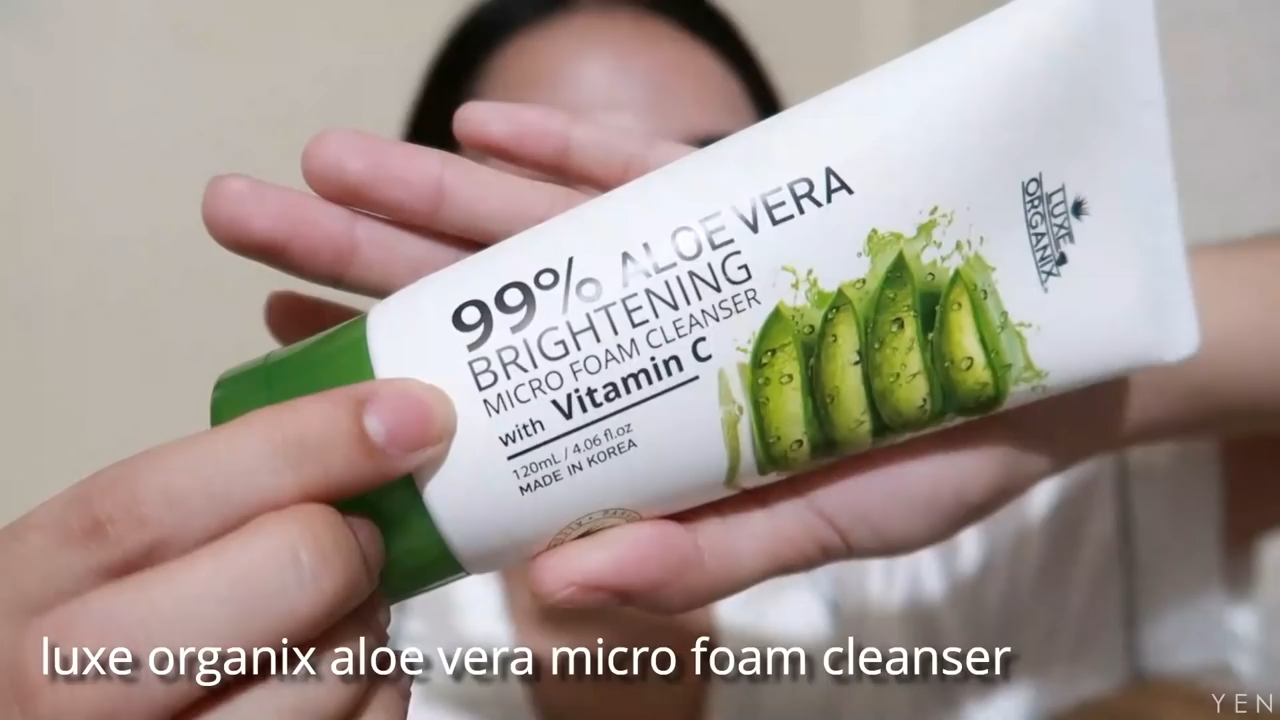 99% ALOE VERA
BRIGHTENING
MICRO FOAM CLEANSER
with Vitamin C
120mL / 4.06 fl.oz
MADE IN KOREA
LUXE
ORGANIX
luxe organix aloe vera micro foam cleanser
YEN